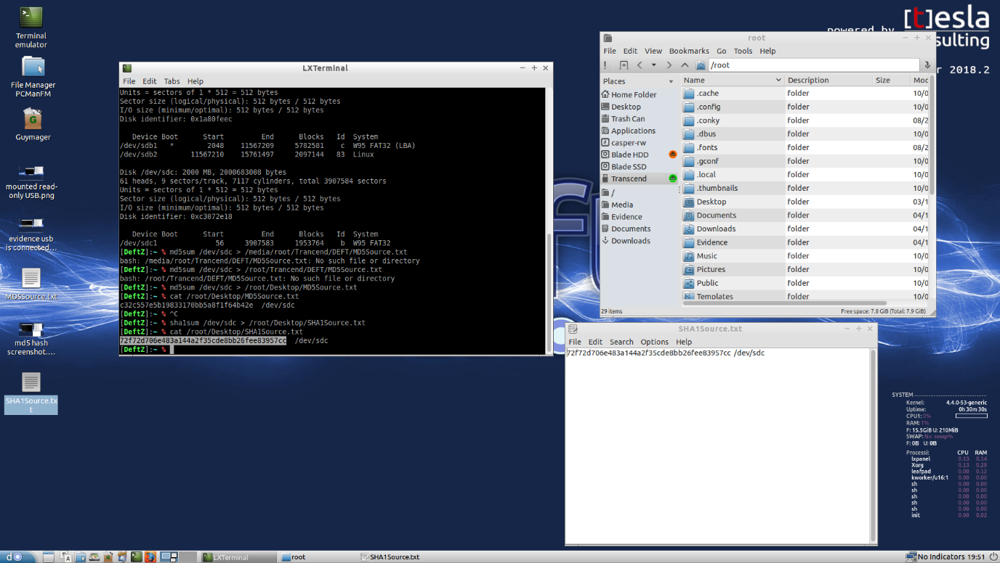 Terminal
emulator
File Manager
PCManFM
Guymager
mounted read-
only USB.png
evidence usb
is connected...
MD5Source.txt
md5 hash
screenshot....
SHA1Source.tx
t
LXTerminal
File Edit Tabs Help
Units = sectors of 1 * 512 = 512 bytes
Sector size (logical/physical): 512 bytes / 512 bytes
I/O size (minimum/optimal): 512 bytes / 512 bytes
Disk identifier: 0x1a80feec
Device Boot Start End Blocks Id System
/dev/sdb1 * 2048 11567209 5782581 c W95 FAT32 (LBA)
/dev/sdb2 11567210 15761497 2097144 83 Linux
Disk /dev/sdc: 2000 MB, 2000683008 bytes
61 heads, 9 sectors/track, 7117 cylinders, total 3907584 sectors
Units = sectors of 1 * 512 = 512 bytes
Sector size (logical/physical): 512 bytes / 512 bytes
I/O size (minimum/optimal): 512 bytes / 512 bytes
Disk identifier: 0xc3072e18
Device Boot Start End Blocks Id System
/dev/sdc1 56 3907583 1953764 b W95 FAT32
[DeftZ]:~ % md5sum /dev/sdc > /media/root/Trancend/DEFT/MD5Source.txt
bash: /media/root/Trancend/DEFT/MD5Source.txt: No such file or directory
[DeftZ]:~ % md5sum /dev/sdc > /root/Trancend/DEFT/MD5Source.txt
bash: /root/Trancend/DEFT/MD5Source.txt: No such file or directory
[DeftZ]:~ % md5sum /dev/sdc > /root/Desktop/MD5Source.txt
[DeftZ]:~ % cat /root/Desktop/MD5Source.txt
c32c557e5b19833170bb5a8f1f64b42e /dev/sdc
[DeftZ]:~ % ^C
[DeftZ]:~ % sha1sum /dev/sdc > /root/Desktop/SHA1Source.txt
[DeftZ]:~ % cat /root/Desktop/SHA1Source.txt
72f72d706e483a144a2f35cde8bb26fee83957cc /dev/sdc
[DeftZ]:~ %
powered by [t]esla
sulting
r 2018.2
root
File Edit View Bookmarks Go Tools Help
/root
Places
Home Folder
Desktop
Trash Can
Applications
casper-rw
Blade HDD
Blade SSD
Transcend
/
Media
Evidence
Documents
Downloads
Name Description Size Mod
.cache folder 10/0
.config folder 10/0
.conky folder 08/2
.dbus folder 10/0
.fonts folder 08/2
.gconf folder 10/0
.local folder 10/0
.thumbnails folder 10/0
Desktop folder 03/1
Documents folder 04/1
Downloads folder 04/1
Evidence folder 04/1
Music folder 10/0
Pictures folder 10/0
Public folder 10/0
Templates folder 10/0
29 items Free space: 7.8 GiB (Total: 7.9 GiB)
SHA1Source.txt
File Edit Search Options Help
72f72d706e483a144a2f35cde8bb26fee83957cc /dev/sdc
SYSTEM
Kernel: 4.4.0-53-generic
Uptime: 0h 30m 30s
CPU1: 0%
RAM: 1%
F: 15.5GiB U: 210MiB
SWAP: No swap%
F: 0B U: 0B
Processi: CPU RAM
lxpanel 0.13 0.14
Xorg 0.13 0.28
leafpad 0.00 0.12
kworker/u16:1 0.00 0.00
sh 0.00 0.00
sh 0.00 0.00
sh 0.00 0.00
sh 0.00 0.00
sh 0.00 0.00
init 0.00 0.02
LXTerminal root SHA1Source.txt No Indicators 19:51